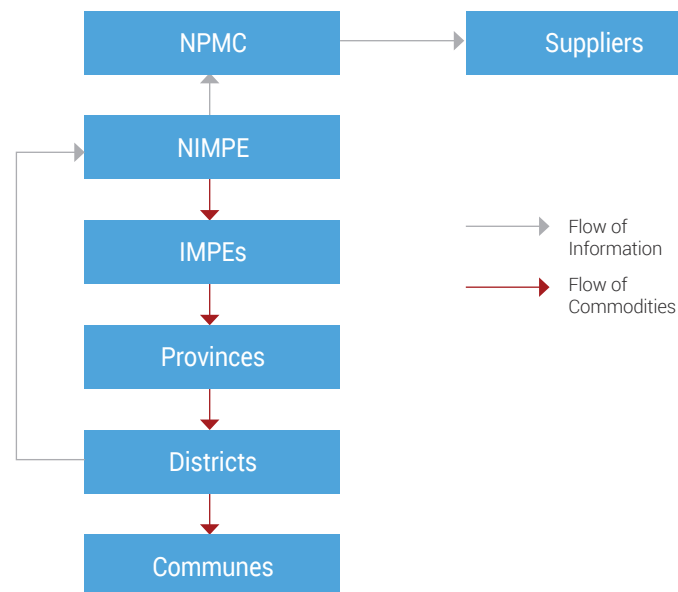 NPMC
Suppliers
NIMPE
IMPEs
Provinces
Districts
Communes
Flow of
Information
Flow of
Commodities